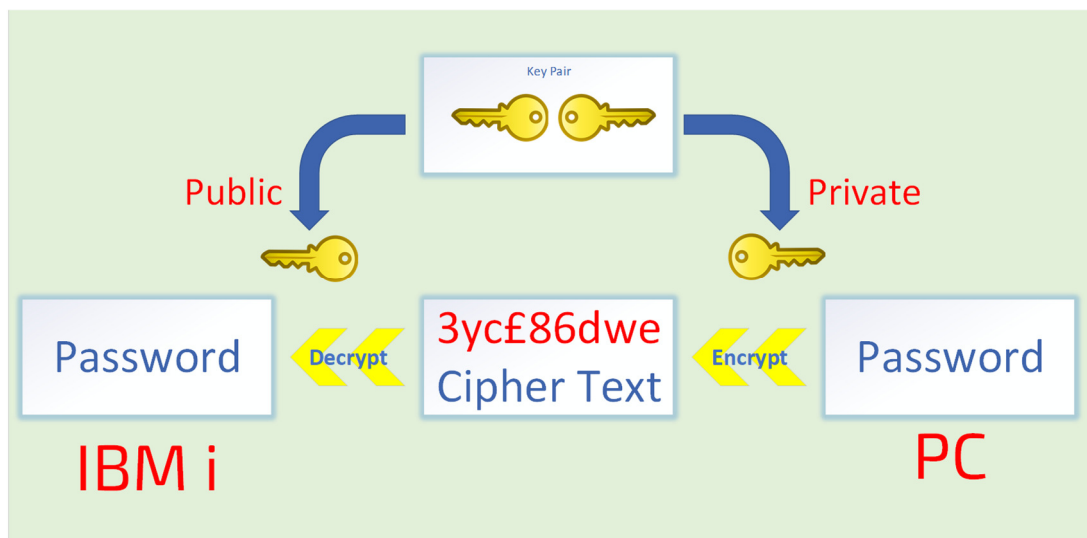 Key Pair
Public
Private
Password
Decrypt
3yc£86dwe
Cipher Text
Encrypt
Password
IBM i
PC